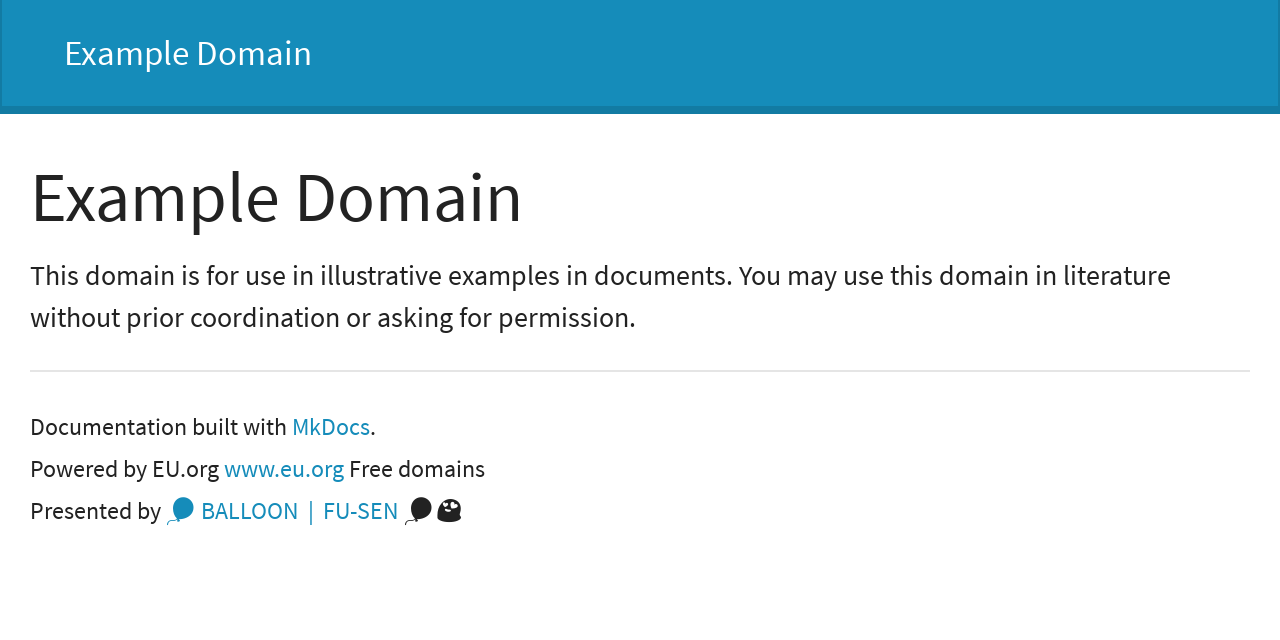 Example Domain
Example Domain
This domain is for use in illustrative examples in documents. You may use this domain in literature
without prior coordination or asking for permission.
Documentation built with MkDocs.
Powered by EU.org www.eu.org Free domains
Presented by BALLOON | FU-SEN